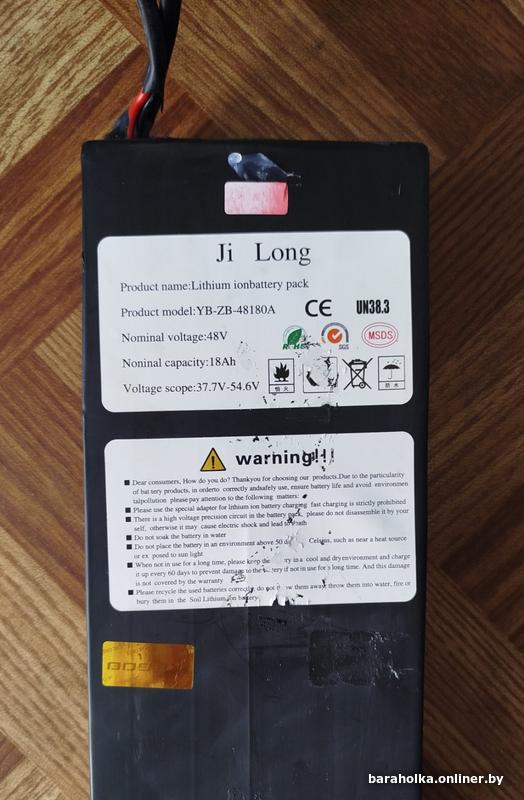 Ji Long
Product name:Lithium ionbattery pack
Product model:YB-ZB-48180A
CE
UN38.3
Nominal voltage:48V
SGS
MSDS
Noninal capacity:18Ah
Voltage scope:37.7V-54.6V
防水
warning!!!
Dear consumers, How do you do? Thankyou for choosing our products.Due to the particularity
of bat tery products, in orderto correctly andsafely use, ensure battery life and avoid environmen
talpollution please pay attention to the following matters:
Please use the special adapter for lithium ion battery charging fast charging is strictly prohibited
There is a high voltage precision circuit in the battery pack, please do not disassemble it by your
self, otherwise it may cause electric shock and lead to death
Do not soak the battery in water
Do not place the battery in an environment above 50 Celsius, such as near a heat source
or ex posed to sun light
When not in use for a long time, please keep the in a cool and dryenvironment and charge
it up every 60 days to prevent damage to the if not in use for a long time. And this damage
is not covered by the warranty
Please recycle the used batteries correctly, do not throw them away throw them into water, fire or
bury them in the Soil Lithium ion battery
baraholka.onliner.by